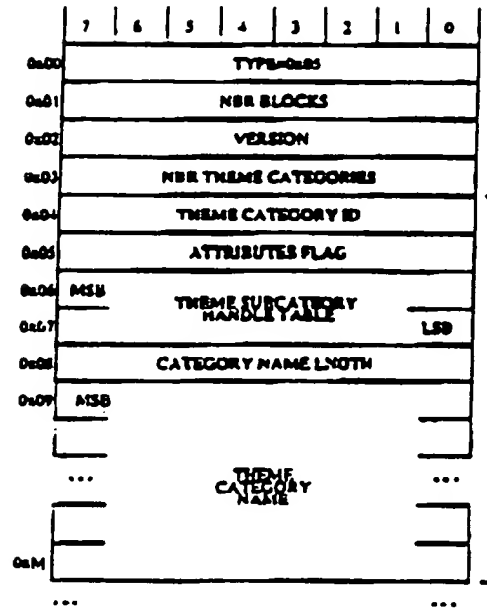 7 6 5 4 3 2 1 0
0x00 TYPE=0x05
0x01 NBR BLOCKS
0x02 VERSION
0x03 NBR THEME CATEGORIES
0x04 THEME CATEGORY ID
0x05 ATTRIBUTES FLAG
0x06 MSB
THEME SUBCATEGORY
HANDLE TABLE
0x07 LSB
0x08 CATEGORY NAME LNGTH
0x09 MSB
... THEME ...
CATEGORY
NAME
0xM
... ...